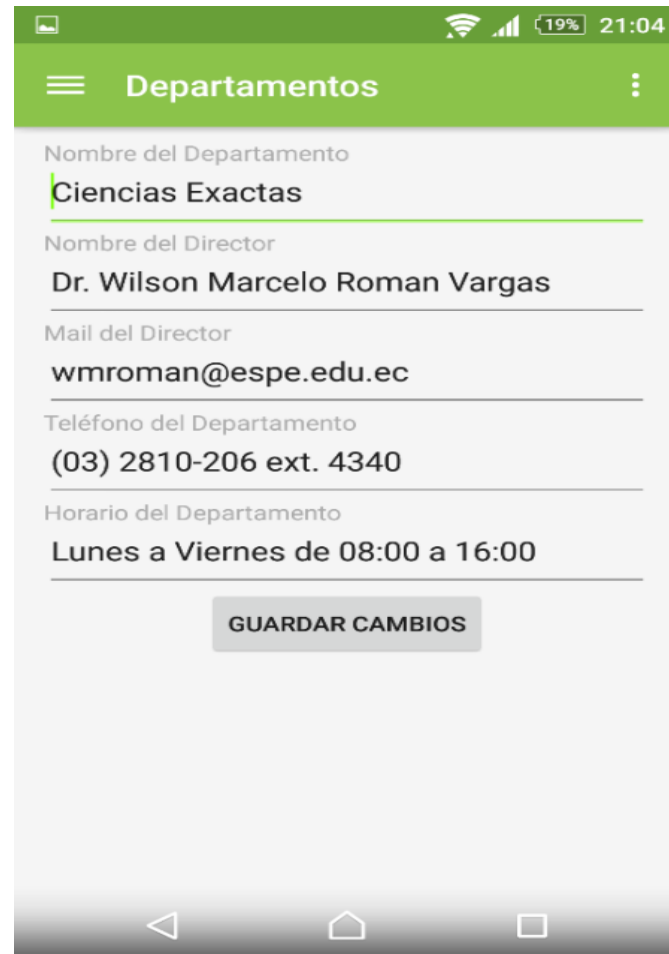 19% 21:04
Departamentos
Nombre del Departamento
Ciencias Exactas
Nombre del Director
Dr. Wilson Marcelo Roman Vargas
Mail del Director
wmroman@espe.edu.ec
Teléfono del Departamento
(03) 2810-206 ext. 4340
Horario del Departamento
Lunes a Viernes de 08:00 a 16:00
GUARDAR CAMBIOS